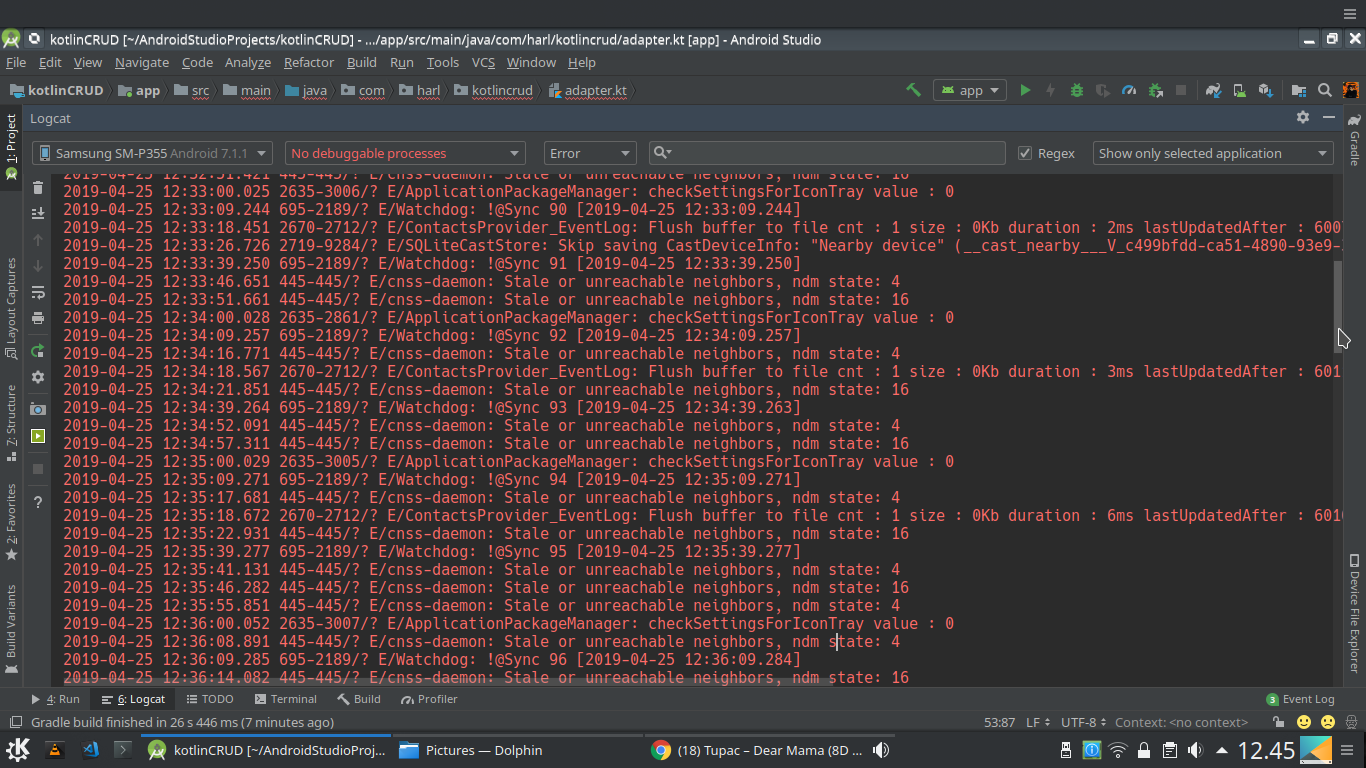 kotlinCRUD [~/AndroidStudioProjects/kotlinCRUD] - .../app/src/main/java/com/harl/kotlincrud/adapter.kt [app] - Android Studio
File Edit View Navigate Code Analyze Refactor Build Run Tools VCS Window Help
kotlinCRUD app src main java com harl kotlincrud adapter.kt app
Logcat
Samsung SM-P355 Android 7.1.1 No debuggable processes Error Regex Show only selected application
2019-04-25 12:32:51.421 445-445/? E/cnss-daemon: Stale or unreachable neighbors, ndm state: 16
2019-04-25 12:33:00.025 2635-3006/? E/ApplicationPackageManager: checkSettingsForIconTray value : 0
2019-04-25 12:33:09.244 695-2189/? E/Watchdog: !@Sync 90 [2019-04-25 12:33:09.244]
2019-04-25 12:33:18.451 2670-2712/? E/ContactsProvider_EventLog: Flush buffer to file cnt : 1 size : 0Kb duration : 2ms lastUpdatedAfter : 600
2019-04-25 12:33:26.726 2719-9284/? E/SQLiteCastStore: Skip saving CastDeviceInfo: "Nearby device" (__cast_nearby___V_c499bfdd-ca51-4890-93e9-
2019-04-25 12:33:39.250 695-2189/? E/Watchdog: !@Sync 91 [2019-04-25 12:33:39.250]
2019-04-25 12:33:46.651 445-445/? E/cnss-daemon: Stale or unreachable neighbors, ndm state: 4
2019-04-25 12:33:51.661 445-445/? E/cnss-daemon: Stale or unreachable neighbors, ndm state: 16
2019-04-25 12:34:00.028 2635-2861/? E/ApplicationPackageManager: checkSettingsForIconTray value : 0
2019-04-25 12:34:09.257 695-2189/? E/Watchdog: !@Sync 92 [2019-04-25 12:34:09.257]
2019-04-25 12:34:16.771 445-445/? E/cnss-daemon: Stale or unreachable neighbors, ndm state: 4
2019-04-25 12:34:18.567 2670-2712/? E/ContactsProvider_EventLog: Flush buffer to file cnt : 1 size : 0Kb duration : 3ms lastUpdatedAfter : 601
2019-04-25 12:34:21.851 445-445/? E/cnss-daemon: Stale or unreachable neighbors, ndm state: 16
2019-04-25 12:34:39.264 695-2189/? E/Watchdog: !@Sync 93 [2019-04-25 12:34:39.263]
2019-04-25 12:34:52.091 445-445/? E/cnss-daemon: Stale or unreachable neighbors, ndm state: 4
2019-04-25 12:34:57.311 445-445/? E/cnss-daemon: Stale or unreachable neighbors, ndm state: 16
2019-04-25 12:35:00.029 2635-3005/? E/ApplicationPackageManager: checkSettingsForIconTray value : 0
2019-04-25 12:35:09.271 695-2189/? E/Watchdog: !@Sync 94 [2019-04-25 12:35:09.271]
2019-04-25 12:35:17.681 445-445/? E/cnss-daemon: Stale or unreachable neighbors, ndm state: 4
2019-04-25 12:35:18.672 2670-2712/? E/ContactsProvider_EventLog: Flush buffer to file cnt : 1 size : 0Kb duration : 6ms lastUpdatedAfter : 601
2019-04-25 12:35:22.931 445-445/? E/cnss-daemon: Stale or unreachable neighbors, ndm state: 16
2019-04-25 12:35:39.277 695-2189/? E/Watchdog: !@Sync 95 [2019-04-25 12:35:39.277]
2019-04-25 12:35:41.131 445-445/? E/cnss-daemon: Stale or unreachable neighbors, ndm state: 4
2019-04-25 12:35:46.282 445-445/? E/cnss-daemon: Stale or unreachable neighbors, ndm state: 16
2019-04-25 12:35:55.851 445-445/? E/cnss-daemon: Stale or unreachable neighbors, ndm state: 4
2019-04-25 12:36:00.052 2635-3007/? E/ApplicationPackageManager: checkSettingsForIconTray value : 0
2019-04-25 12:36:08.891 445-445/? E/cnss-daemon: Stale or unreachable neighbors, ndm state: 4
2019-04-25 12:36:09.285 695-2189/? E/Watchdog: !@Sync 96 [2019-04-25 12:36:09.284]
2019-04-25 12:36:14.082 445-445/? E/cnss-daemon: Stale or unreachable neighbors, ndm state: 16
1: Project
Layout Captures
7: Structure
2: Favorites
Build Variants
Gradle
Device File Explorer
4: Run 6: Logcat TODO Terminal Build Profiler 3 Event Log
Gradle build finished in 26 s 446 ms (7 minutes ago) 53:87 LF UTF-8 Context: <no context>
kotlinCRUD [~/AndroidStudioProj... Pictures — Dolphin (18) Tupac – Dear Mama (8D ... 12.45